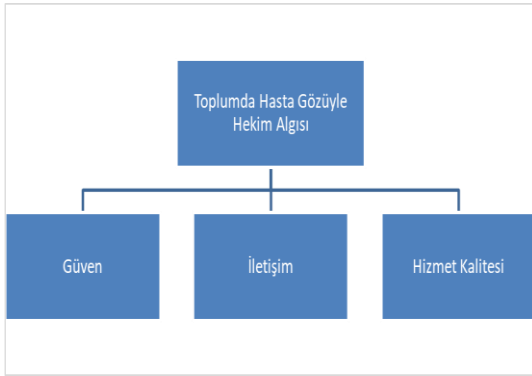 Toplumda Hasta Gözüyle
Hekim Algısı
Güven
İletişim
Hizmet Kalitesi